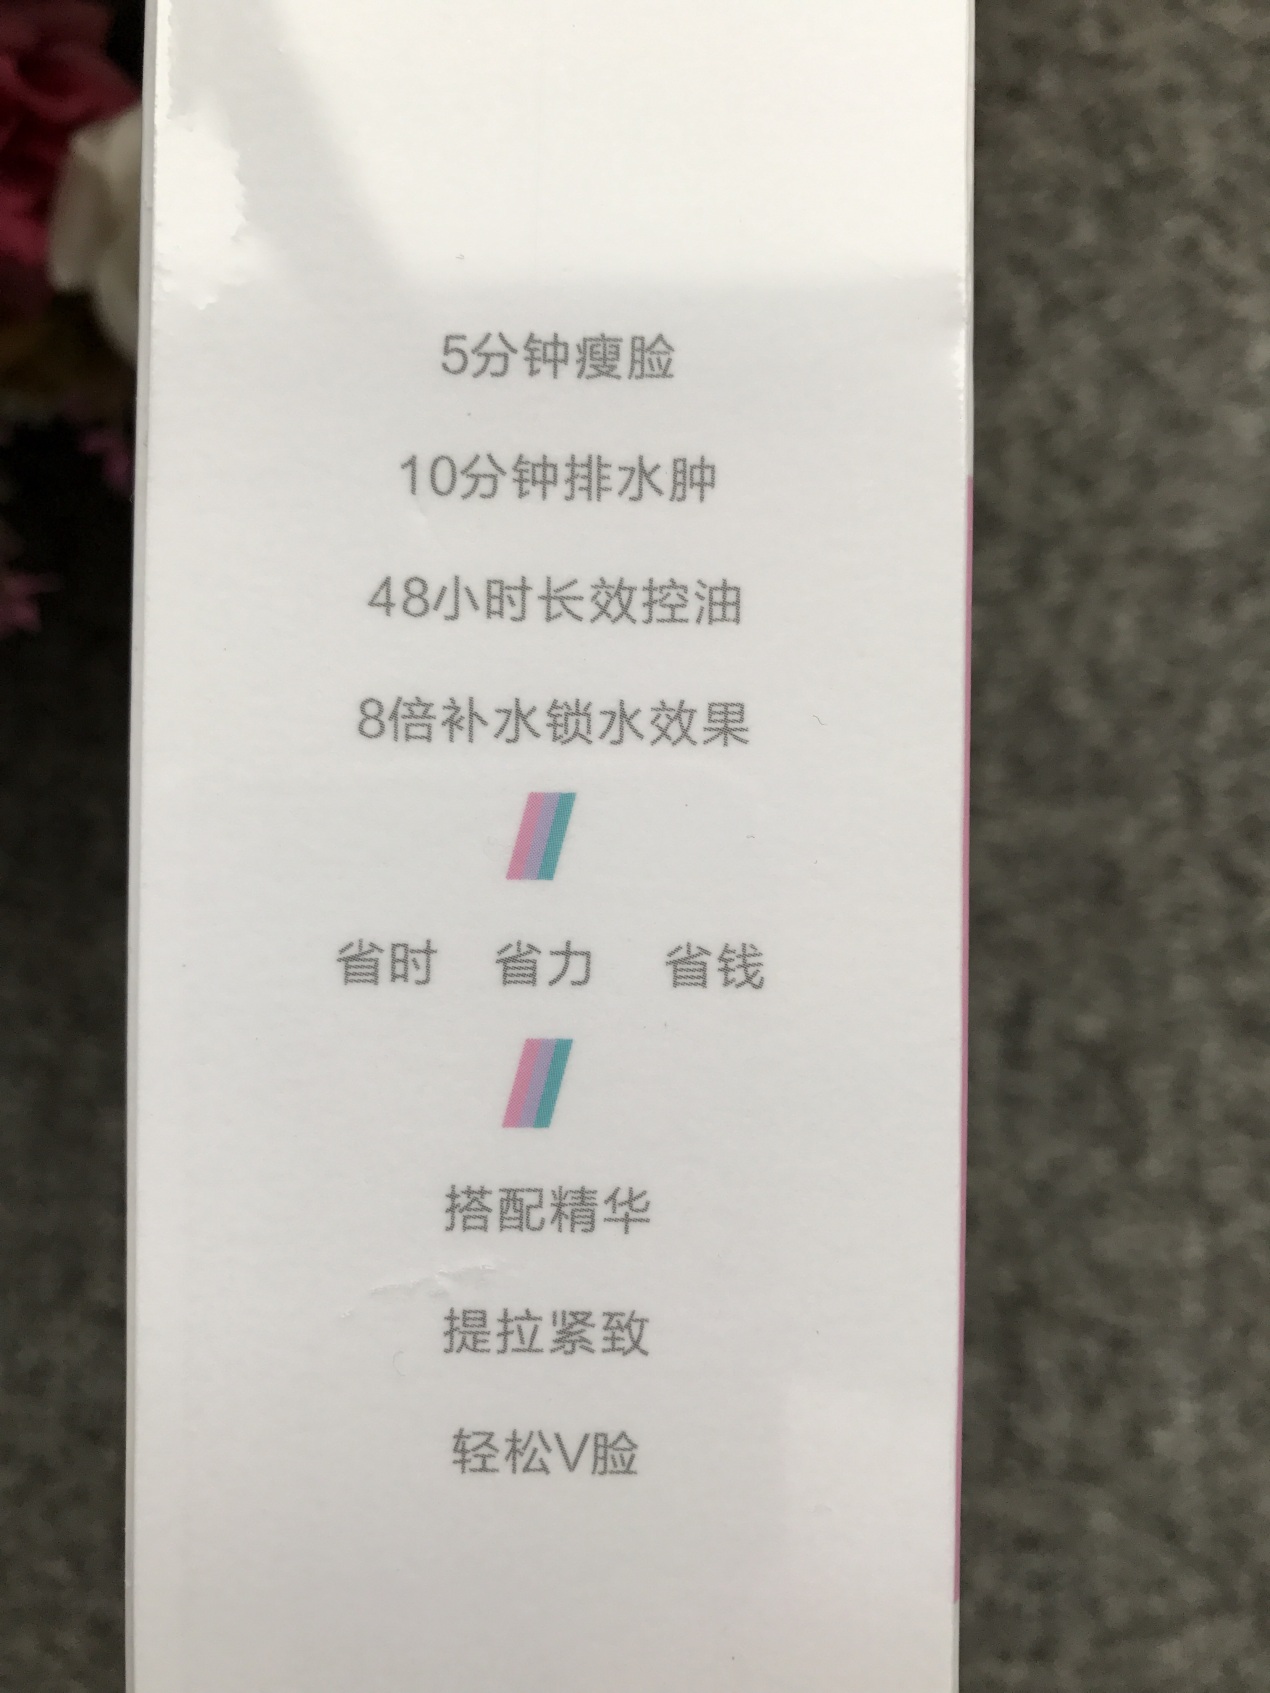 5分钟瘦脸
10分钟排水肿
48小时长效控油
8倍补水锁水效果
省时 省力 省钱
搭配精华
提拉紧致
轻松V脸